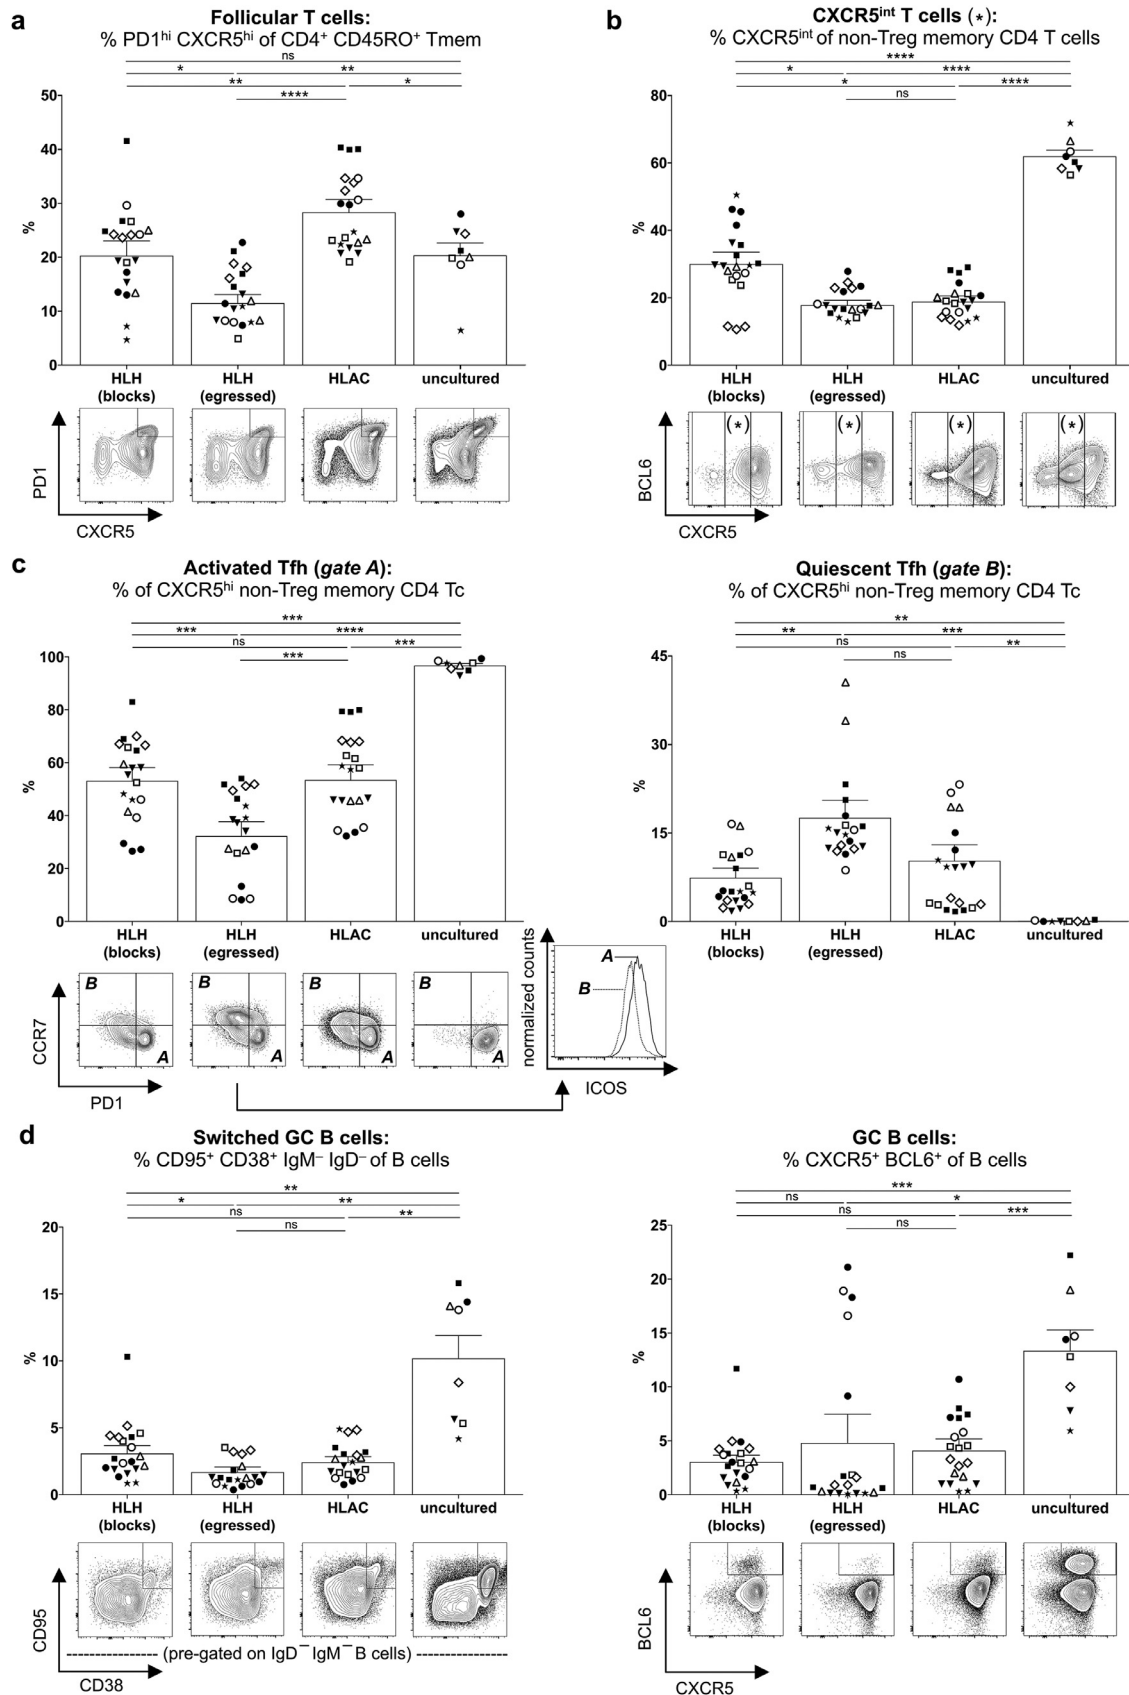 a
Follicular T cells:
% PD1hi CXCR5hi of CD4+ CD45RO+ Tmem
ns
* **
** *
****
50
40
30
20
10
0
%
HLH (blocks)
HLH (egressed)
HLAC
uncultured
PD1
CXCR5
b
CXCR5int T cells (*):
% CXCR5int of non-Treg memory CD4 T cells
****
* ****
* ****
ns
80
60
40
20
0
%
HLH (blocks)
HLH (egressed)
HLAC
uncultured
(*) (*) (*) (*)
BCL6
CXCR5
c
Activated Tfh (gate A):
% of CXCR5hi non-Treg memory CD4 Tc
***
*** ****
ns ***
***
100
80
60
40
20
0
%
HLH (blocks)
HLH (egressed)
HLAC
uncultured
B B B B
A A A A
CCR7
PD1
normalized counts
A
B
ICOS
Quiescent Tfh (gate B):
% of CXCR5hi non-Treg memory CD4 Tc
**
** ***
ns **
ns
45
30
15
0
%
HLH (blocks)
HLH (egressed)
HLAC
uncultured
d
Switched GC B cells:
% CD95+ CD38+ IgM– IgD– of B cells
**
* **
ns **
ns
20
15
10
5
0
%
HLH (blocks)
HLH (egressed)
HLAC
uncultured
CD95
(pre-gated on IgD–IgM–B cells)
CD38
GC B cells:
% CXCR5+ BCL6+ of B cells
***
ns *
ns ***
ns
25
20
15
10
5
0
%
HLH (blocks)
HLH (egressed)
HLAC
uncultured
BCL6
CXCR5